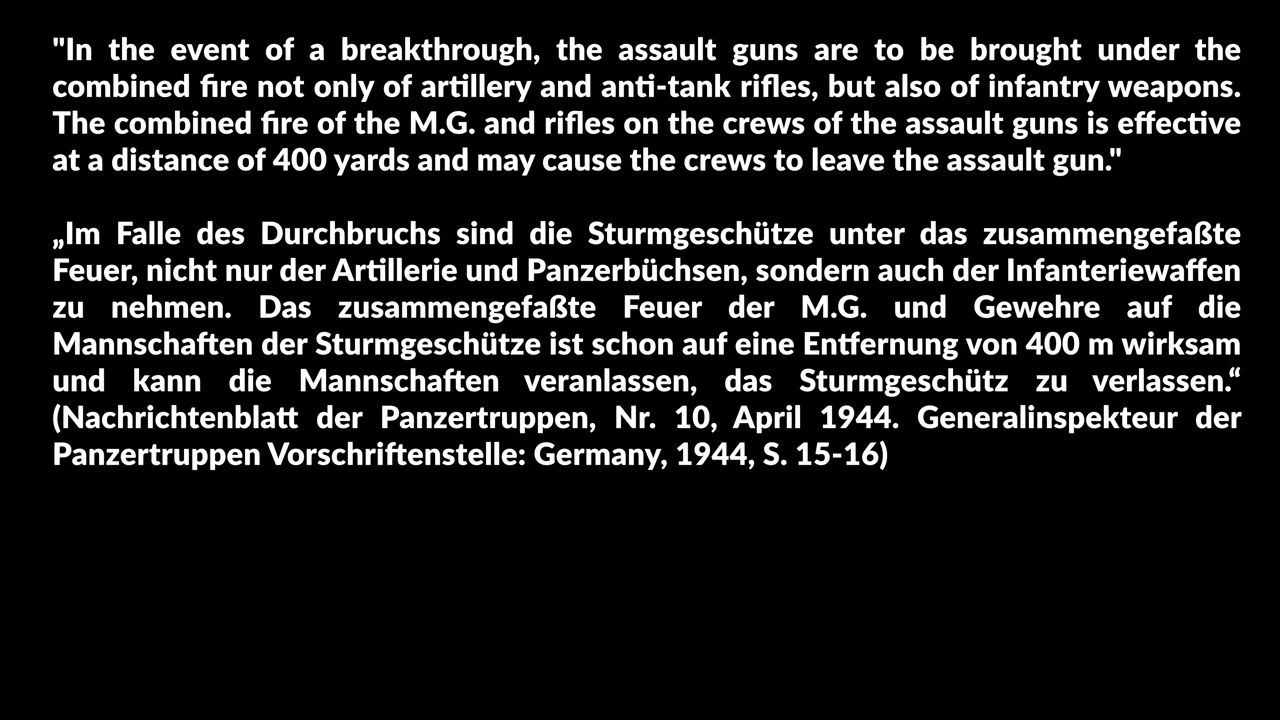 "In the event of a breakthrough, the assault guns are to be brought under the
combined fire not only of artillery and anti-tank rifles, but also of infantry weapons.
The combined fire of the M.G. and rifles on the crews of the assault guns is effective
at a distance of 400 yards and may cause the crews to leave the assault gun."
„Im Falle des Durchbruchs sind die Sturmgeschütze unter das zusammengefaßte
Feuer, nicht nur der Artillerie und Panzerbüchsen, sondern auch der Infanteriewaffen
zu nehmen. Das zusammengefaßte Feuer der M.G. und Gewehre auf die
Mannschaften der Sturmgeschütze ist schon auf eine Entfernung von 400 m wirksam
und kann die Mannschaften veranlassen, das Sturmgeschütz zu verlassen.“
(Nachrichtenblatt der Panzertruppen, Nr. 10, April 1944. Generalinspekteur der
Panzertruppen Vorschriftenstelle: Germany, 1944, S. 15-16)